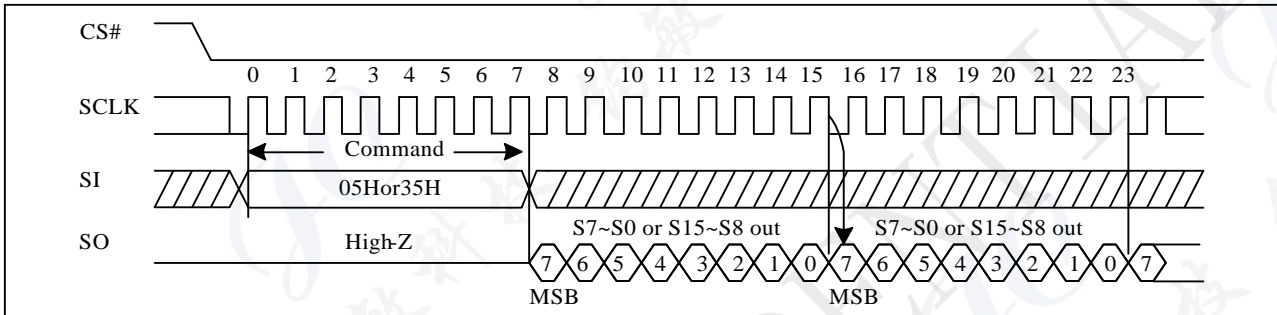 CS#
0 1 2 3 4 5 6 7 8 9 10 11 12 13 14 15 16 17 18 19 20 21 22 23
SCLK
Command
SI
05Hor35H
S7~S0 or S15~S8 out S7~S0 or S15~S8 out
SO
High-Z
7 6 5 4 3 2 1 0 7 6 5 4 3 2 1 0 7
MSB MSB